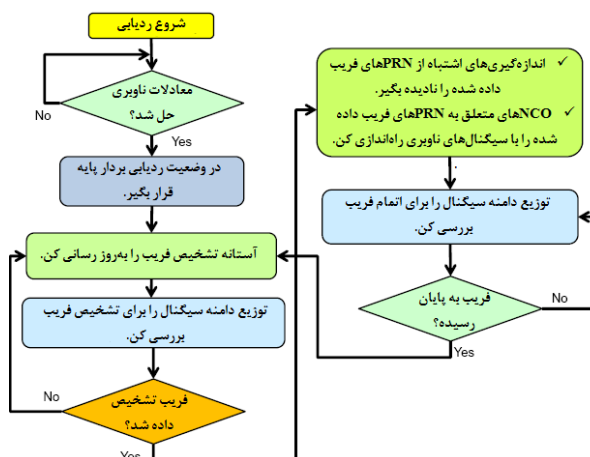 شروع ردیابی
معادلات ناوبری
حل شد؟
No
Yes
در وضعیت ردیابی بردار پایه
قرار بگیر.
آستانه تشخیص فریب را به‌روز رسانی کن.
توزیع دامنه سیگنال را برای تشخیص فریب
بررسی کن.
فریب تشخیص
داده شد؟
No
Yes
✓ اندازه‌گیری‌های اشتباه از PRNهای فریب
داده شده را نادیده بگیر.
✓ NCOهای متعلق به PRNهای فریب داده
شده را با سیگنال‌های ناوبری راه‌اندازی کن.
توزیع دامنه سیگنال را برای اتمام فریب
بررسی کن.
فریب به پایان
رسیده؟
No
Yes